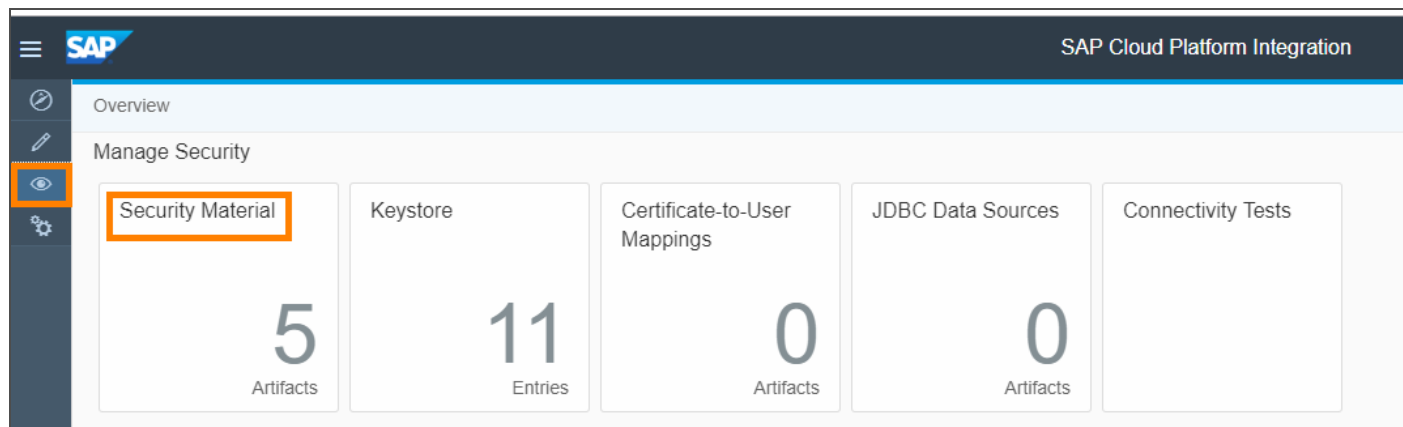 SAP
SAP Cloud Platform Integration
Overview
Manage Security
Security Material
5
Artifacts
Keystore
11
Entries
Certificate-to-User
Mappings
0
Artifacts
JDBC Data Sources
0
Artifacts
Connectivity Tests